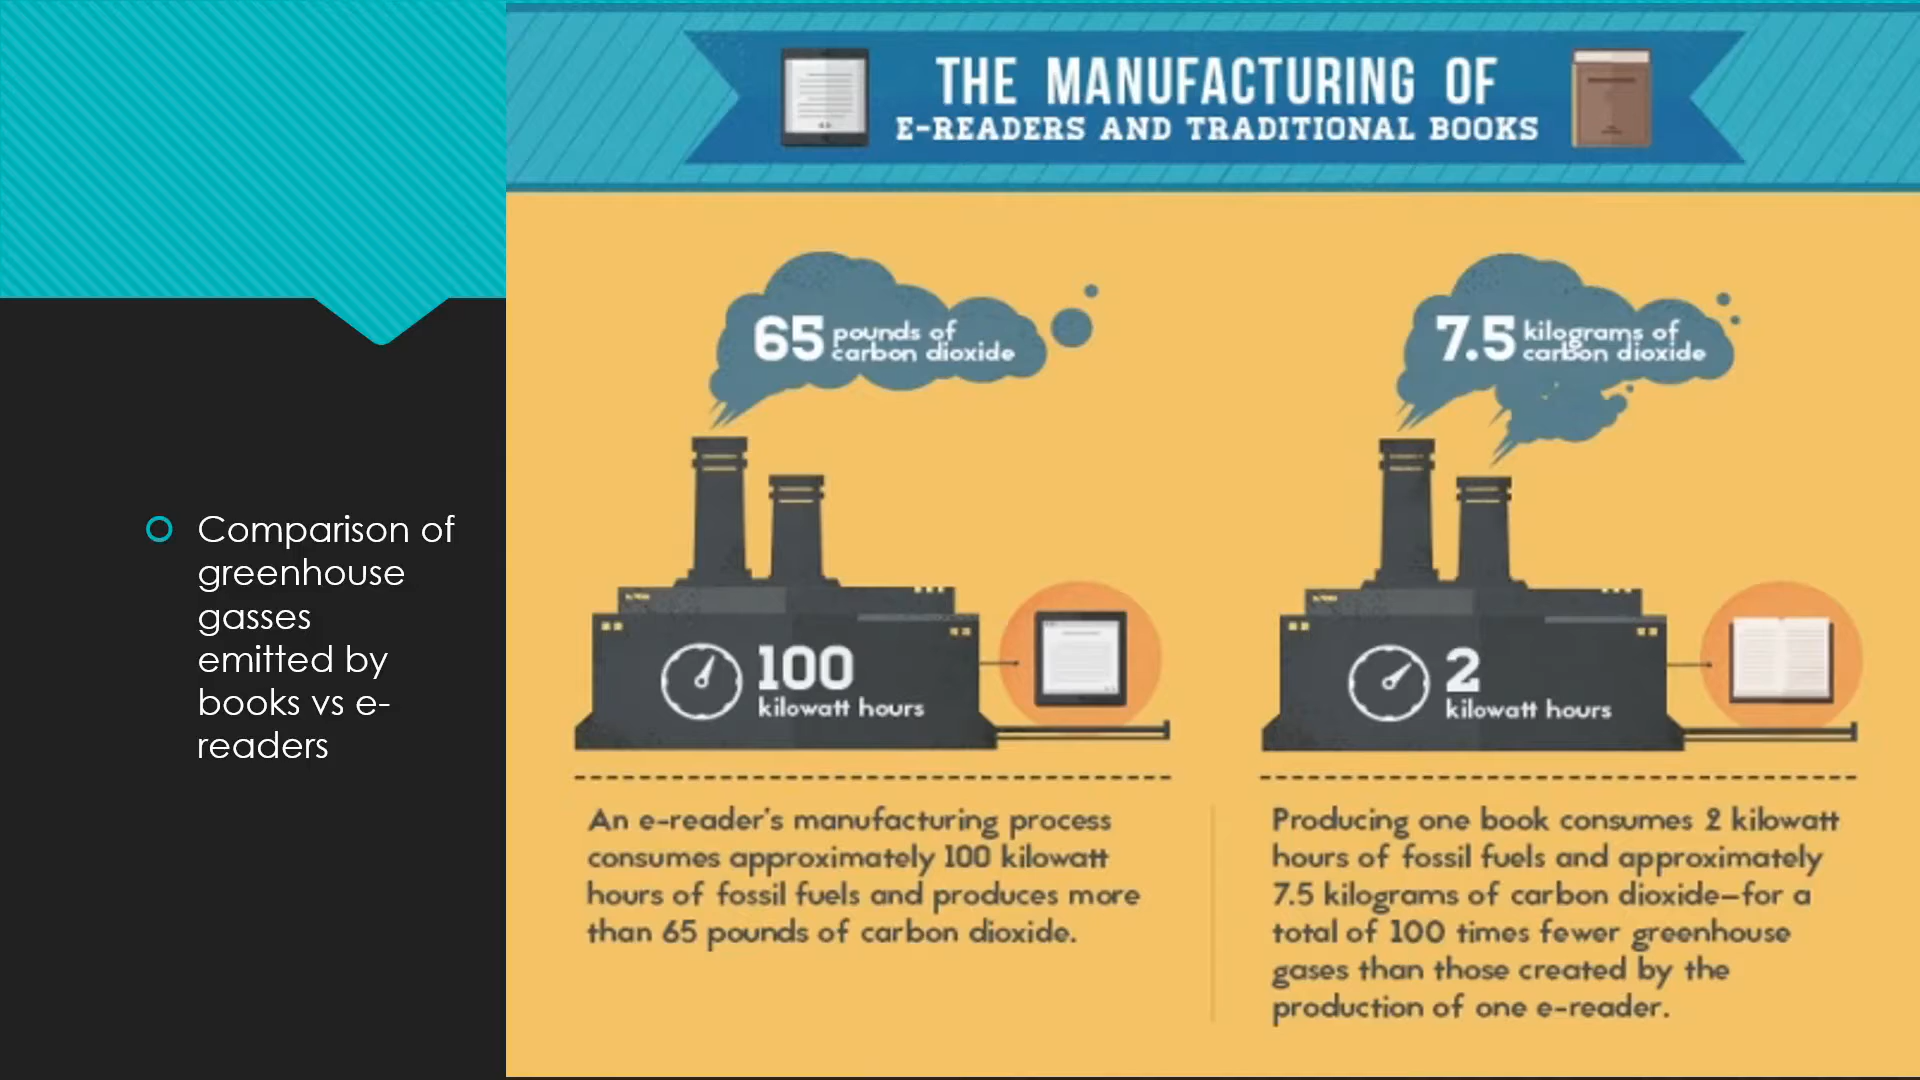 Comparison of
greenhouse
gasses
emitted by
books vs e-
readers
THE MANUFACTURING OF
E-READERS AND TRADITIONAL BOOKS
65 pounds of
carbon dioxide
100
kilowatt hours
An e-reader's manufacturing process
consumes approximately 100 kilowatt
hours of fossil fuels and produces more
than 65 pounds of carbon dioxide.
7.5 kilograms of
carbon dioxide
2
kilowatt hours
Producing one book consumes 2 kilowatt
hours of fossil fuels and approximately
7.5 kilograms of carbon dioxide—for a
total of 100 times fewer greenhouse
gases than those created by the
production of one e-reader.